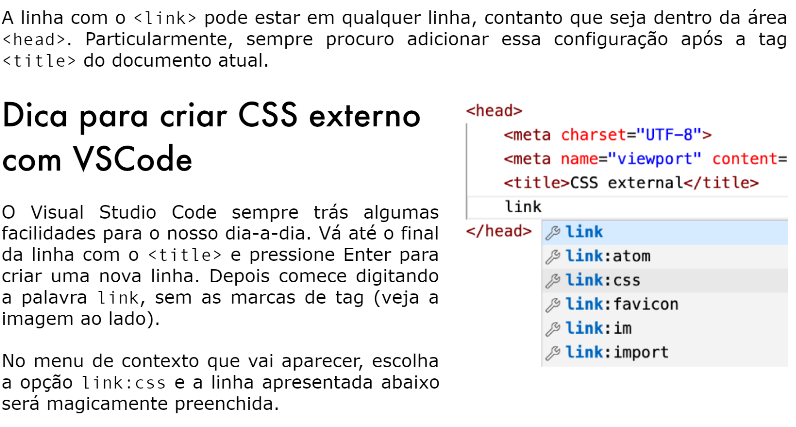 A linha com o <link> pode estar em qualquer linha, contanto que seja dentro da área
<head>. Particularmente, sempre procuro adicionar essa configuração após a tag
<title> do documento atual.
Dica para criar CSS externo
com VSCode
O Visual Studio Code sempre trás algumas
facilidades para o nosso dia-a-dia. Vá até o final
da linha com o <title> e pressione Enter para
criar uma nova linha. Depois comece digitando
a palavra link, sem as marcas de tag (veja a
imagem ao lado).
No menu de contexto que vai aparecer, escolha
a opção link:css e a linha apresentada abaixo
será magicamente preenchida.
<head>
<meta charset="UTF-8">
<meta name="viewport" content=
<title>CSS external</title>
link
</head>
link
link:atom
link:css
link:favicon
link:im
link:import